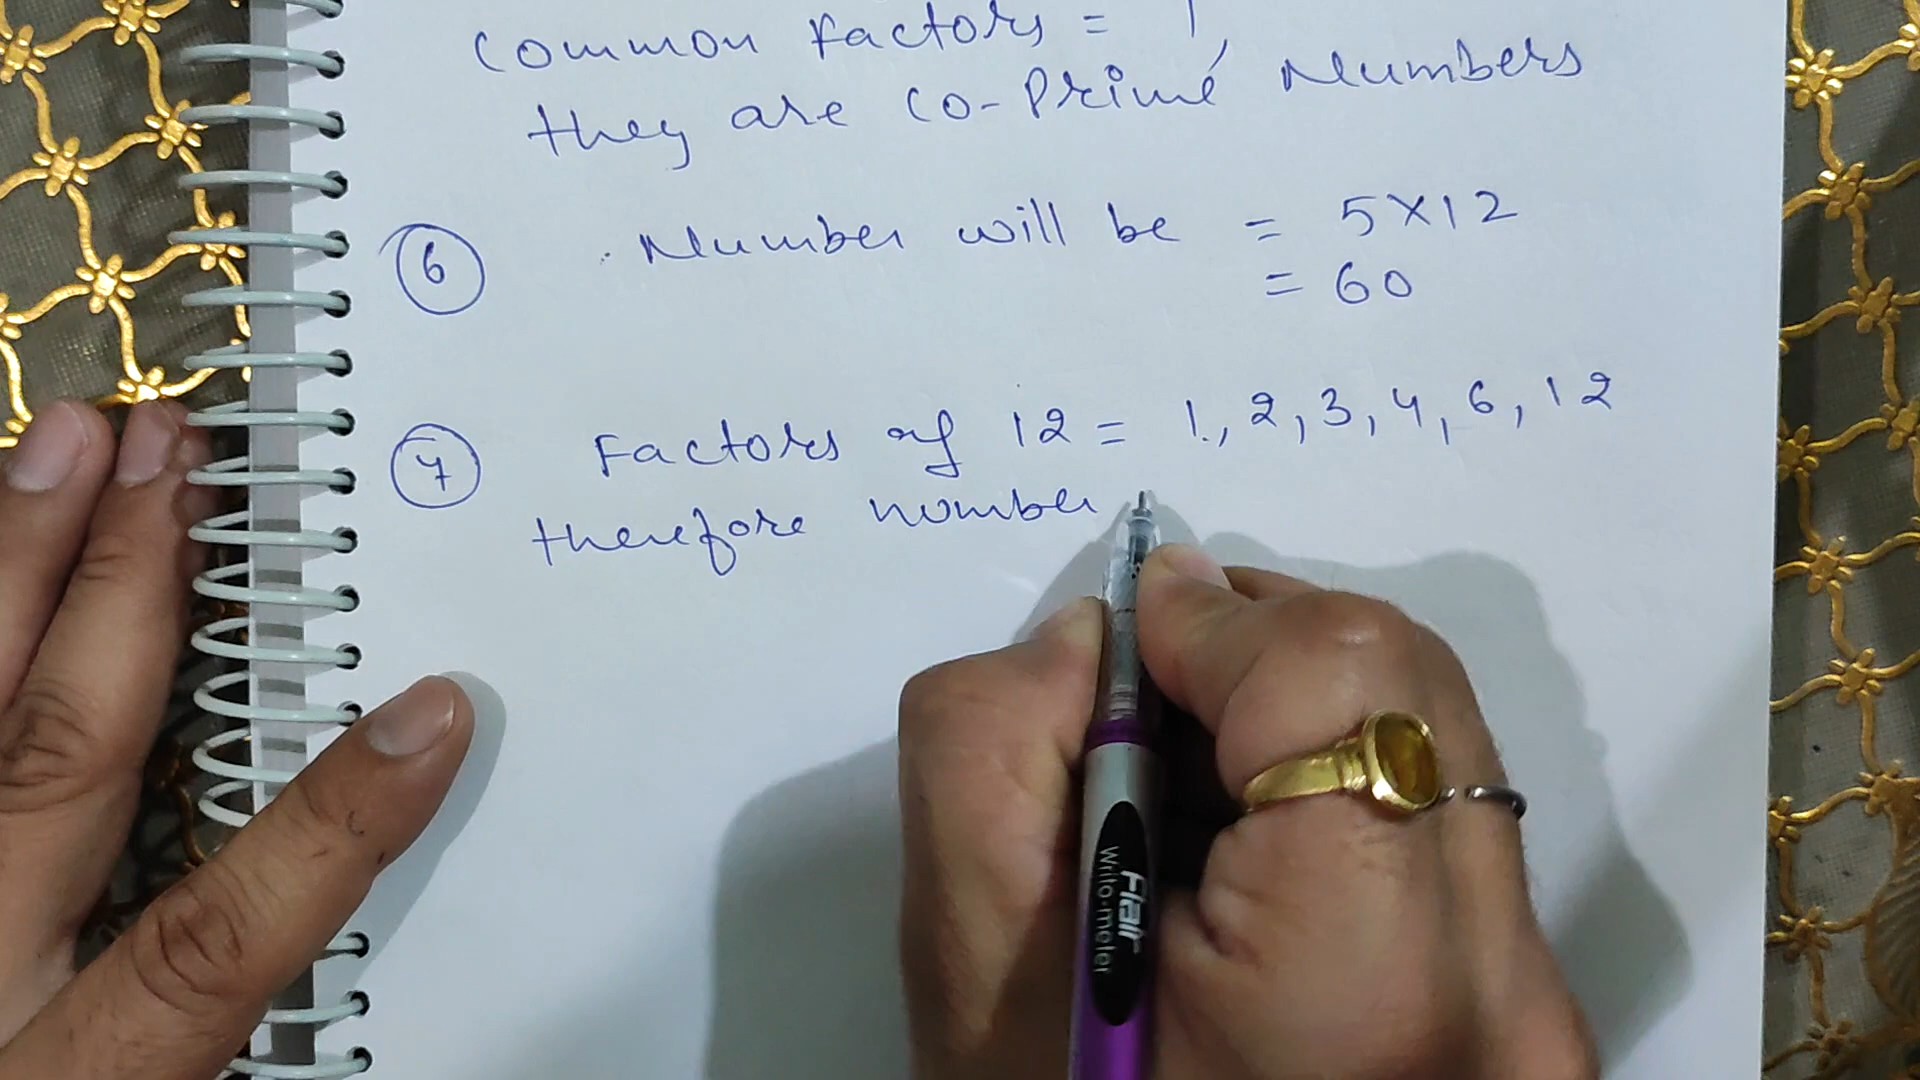 Common Factors = 1,
they are co-Prime Numbers
6 Number will be = 5×12
= 60
7 Factors of 12 = 1, 2, 3, 4, 6, 12
therefore number
Flair
Writo-meter